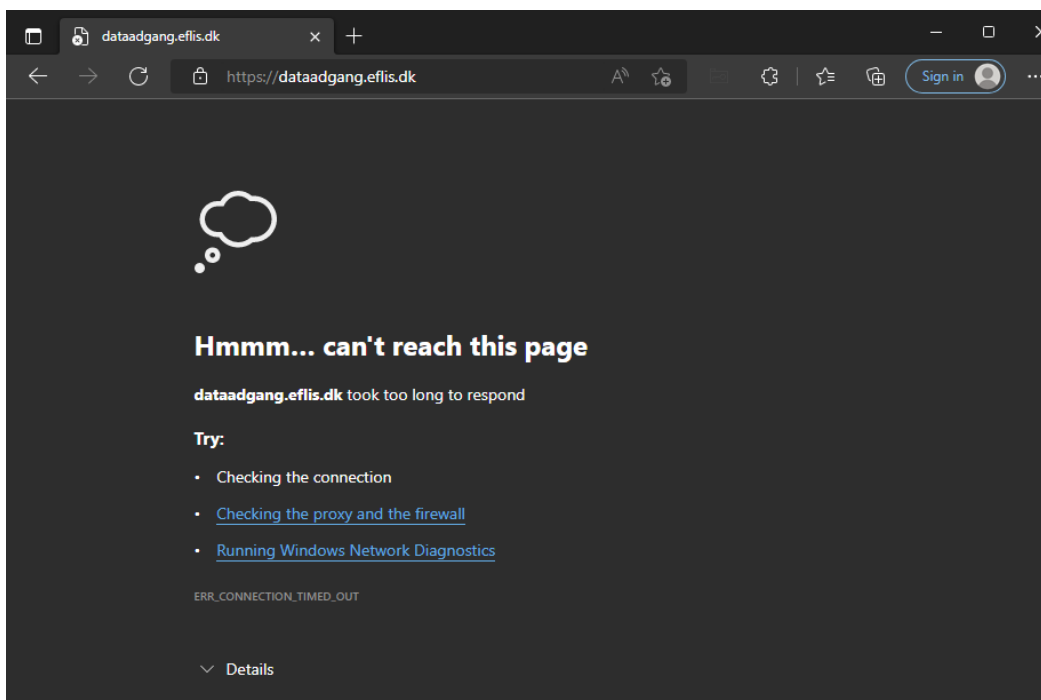 dataadgang.eflis.dk
https://dataadgang.eflis.dk
Sign in
Hmmm... can't reach this page
dataadgang.eflis.dk took too long to respond
Try:
• Checking the connection
• Checking the proxy and the firewall
• Running Windows Network Diagnostics
ERR_CONNECTION_TIMED_OUT
Details